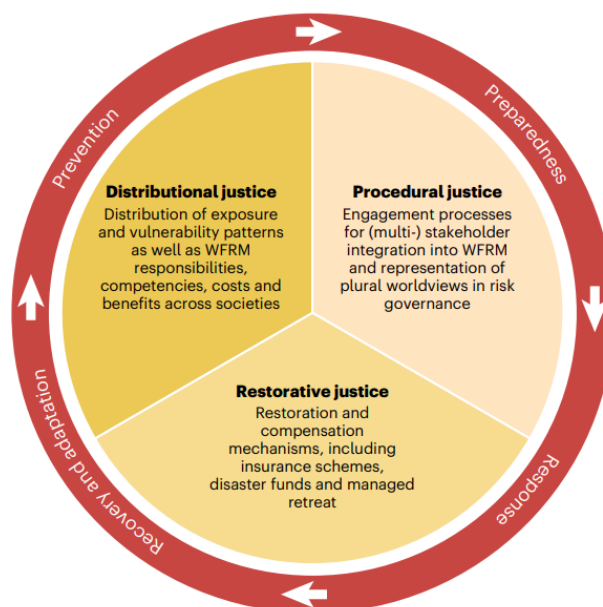 Prevention
Preparedness
Distributional justice
Distribution of exposure
and vulnerability patterns
as well as WFRM
responsibilities,
competencies, costs and
benefits across societies
Procedural justice
Engagement processes
for (multi-) stakeholder
integration into WFRM
and representation of
plural worldviews in risk
governance
Restorative justice
Restoration and
compensation
mechanisms, including
insurance schemes,
disaster funds and managed
retreat
Recovery and adaptation
Response